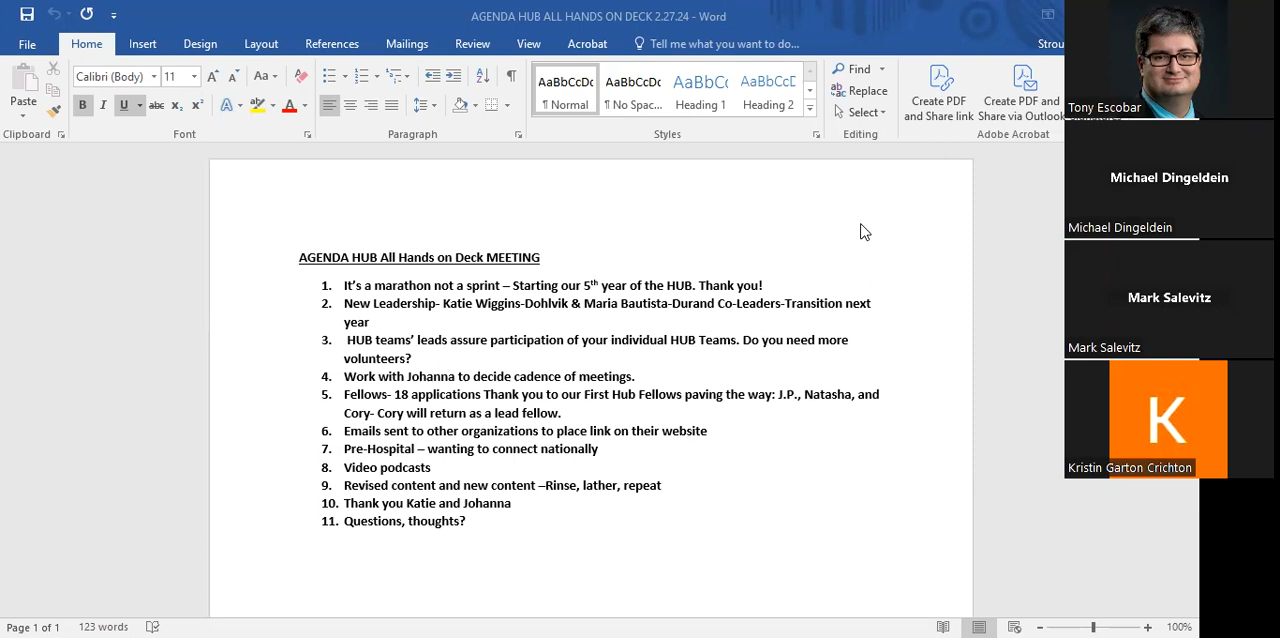 AGENDA HUB ALL HANDS ON DECK 2.27.24 - Word
File Home Insert Design Layout References Mailings Review View Acrobat Tell me what you want to do... Strou
Calibri (Body) 11
Paste
AaBbCcDc AaBbCcDc AaBbCc AaBbCcD
¶ Normal ¶ No Spac... Heading 1 Heading 2
Find
Replace
Select
Create PDF and Share link
Create PDF and Share via Outlook
Clipboard Font Paragraph Styles Editing Adobe Acrobat
AGENDA HUB All Hands on Deck MEETING
1. It's a marathon not a sprint – Starting our 5th year of the HUB. Thank you!
2. New Leadership- Katie Wiggins-Dohlvik & Maria Bautista-Durand Co-Leaders-Transition next
year
3. HUB teams' leads assure participation of your individual HUB Teams. Do you need more
volunteers?
4. Work with Johanna to decide cadence of meetings.
5. Fellows- 18 applications Thank you to our First Hub Fellows paving the way: J.P., Natasha, and
Cory- Cory will return as a lead fellow.
6. Emails sent to other organizations to place link on their website
7. Pre-Hospital – wanting to connect nationally
8. Video podcasts
9. Revised content and new content –Rinse, lather, repeat
10. Thank you Katie and Johanna
11. Questions, thoughts?
Page 1 of 1 123 words 100%
Tony Escobar
Michael Dingeldein
Michael Dingeldein
Mark Salevitz
Mark Salevitz
K
Kristin Garton Crichton